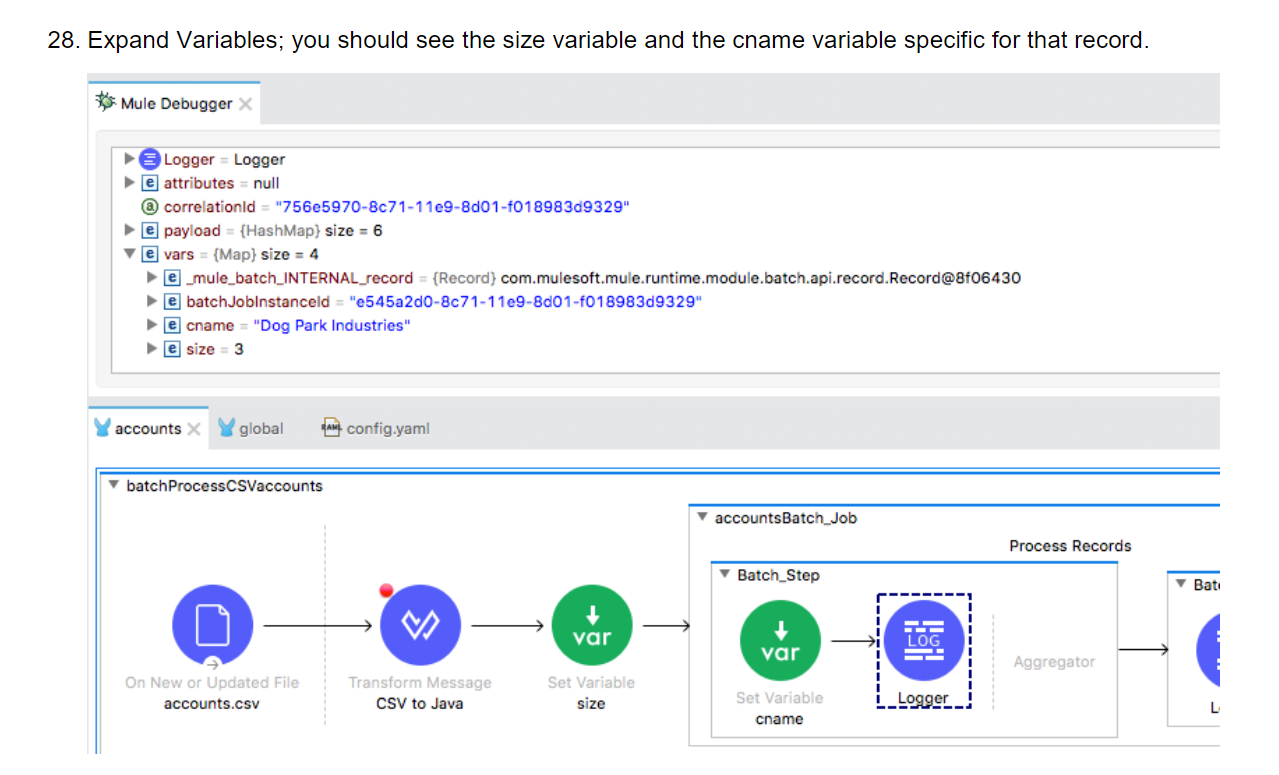 28. Expand Variables; you should see the size variable and the cname variable specific for that record.
Mule Debugger
Logger = Logger
attributes = null
correlationId = "756e5970-8c71-11e9-8d01-f018983d9329"
payload = {HashMap} size = 6
vars = {Map} size = 4
_mule_batch_INTERNAL_record = {Record} com.mulesoft.mule.runtime.module.batch.api.record.Record@8f06430
batchJobInstanceId = "e545a2d0-8c71-11e9-8d01-f018983d9329"
cname = "Dog Park Industries"
size = 3
accounts global config.yaml
batchProcessCSVaccounts
accountsBatch_Job
Process Records
Batch_Step
var
LOG
var
On New or Updated File
accounts.csv
Transform Message
CSV to Java
Set Variable
size
Set Variable
cname
Logger
Aggregator